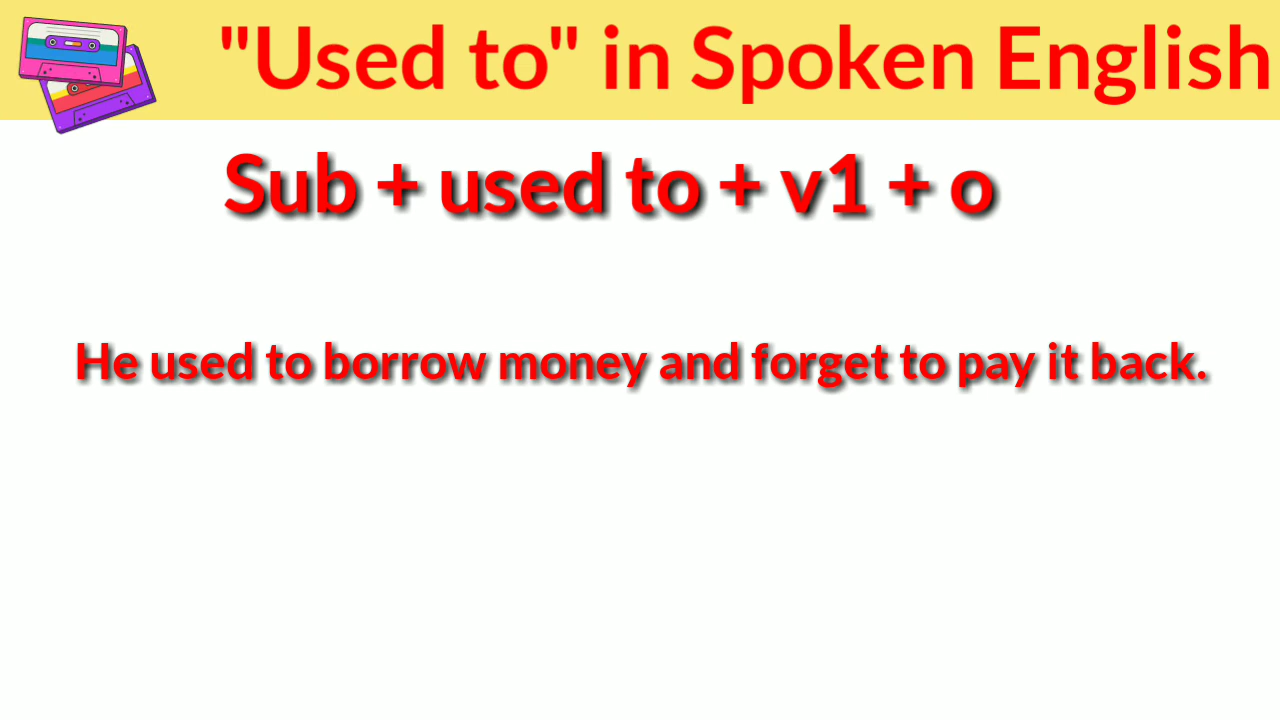 "Used to" in Spoken English
Sub + used to + v1 + o
He used to borrow money and forget to pay it back.